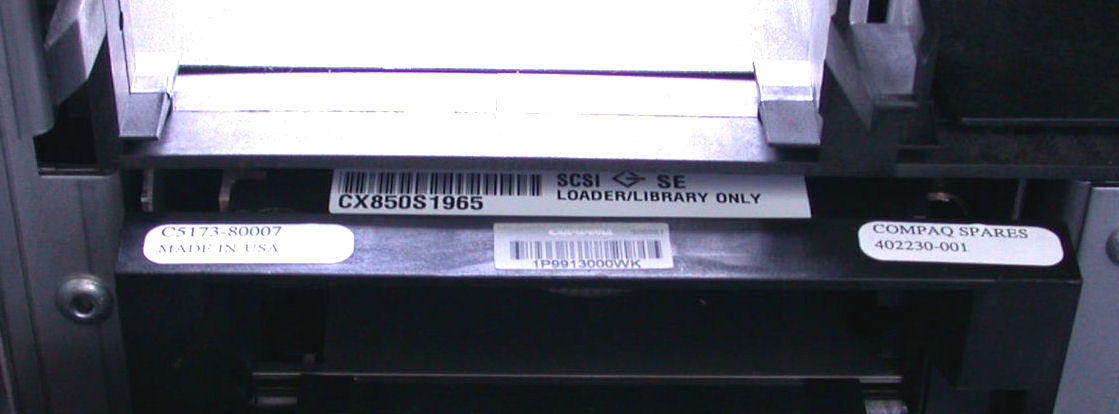 CX850S1965
SCSI SE
LOADER/LIBRARY ONLY
C5173-80007
MADE IN USA
1P9913000WK
COMPAQ SPARES
402230-001